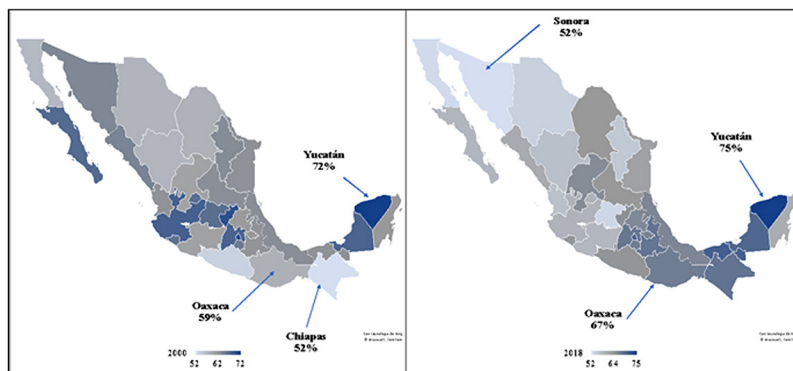 Yucatán
72%
Oaxaca
59%
Chiapas
52%
2000
52 62 72
Sonora
52%
Yucatán
75%
Oaxaca
67%
2018
52 64 75